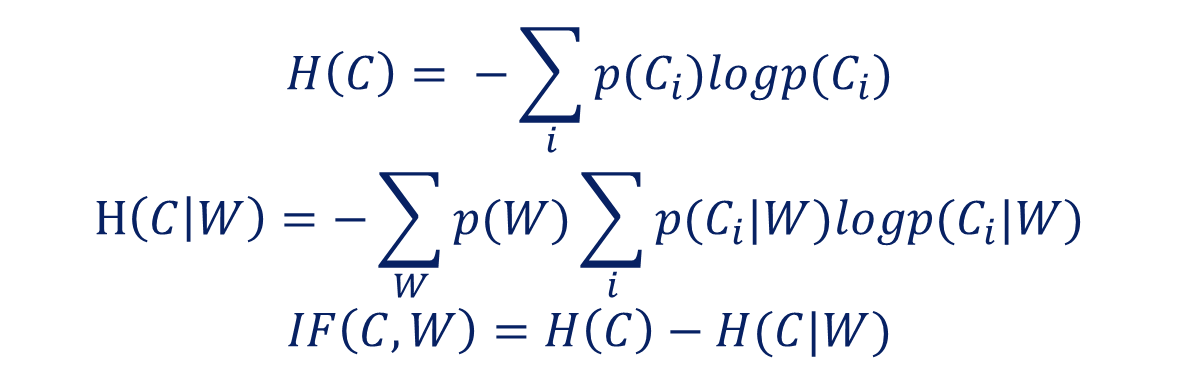 H(C) = −∑_i p(C_i)logp(C_i)
H(C|W) = −∑_W p(W)∑_i p(C_i|W)logp(C_i|W)
IF(C,W) = H(C) − H(C|W)